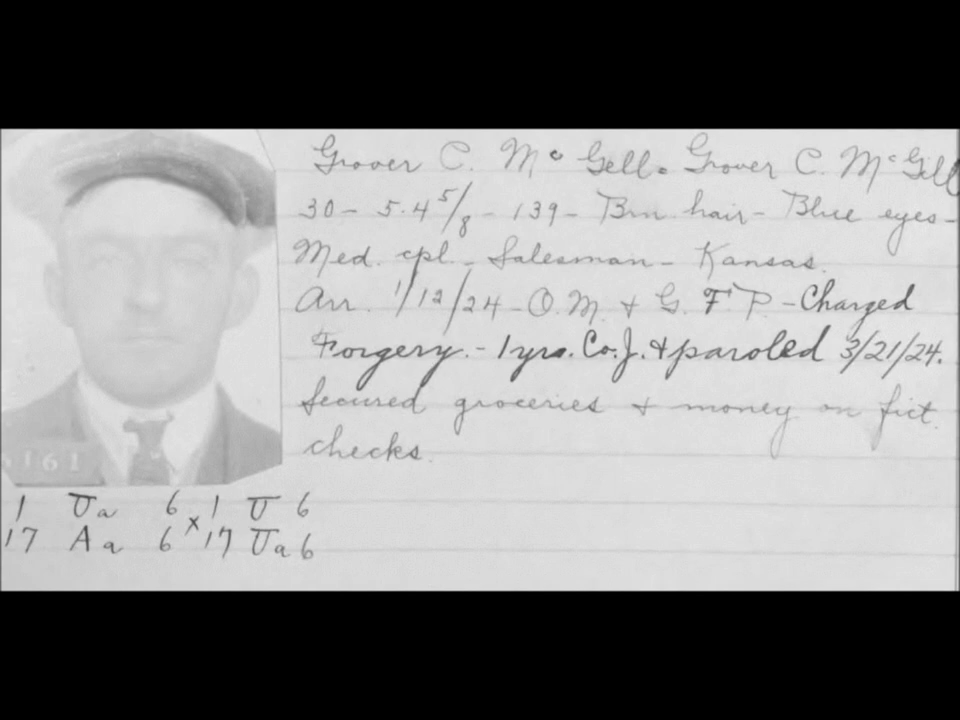 Grover C. McGell. Grover C. McGill
30 - 5.4 5/8 - 139 - Brn hair - Blue eyes -
Med. cpl. - Salesman - Kansas.
Arr. 1/12/24 - O.M. & G.F.P. - Charged
Forgery. - 1 yrs. Co.J. & paroled 3/21/24.
Secured groceries & money on fict.
checks.
6161
1 Ua 6 x 1 U 6
17 Aa 6 17 Ua 6